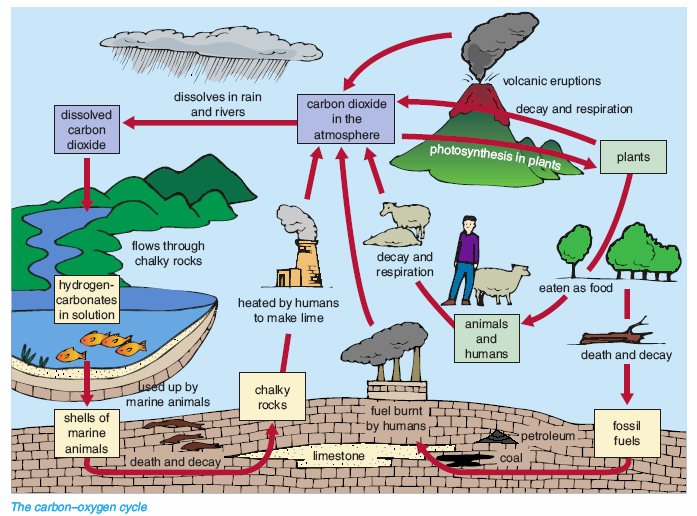 volcanic eruptions
dissolves in rain
and rivers
carbon dioxide
in the
atmosphere
decay and respiration
dissolved
carbon
dioxide
photosynthesis in plants
plants
flows through
chalky rocks
decay and
respiration
hydrogen-
carbonates
in solution
heated by humans
to make lime
eaten as food
animals
and
humans
death and decay
used up by
marine animals
chalky
rocks
shells of
marine
animals
fuel burnt
by humans
petroleum
fossil
fuels
death and decay
limestone
coal
The carbon–oxygen cycle